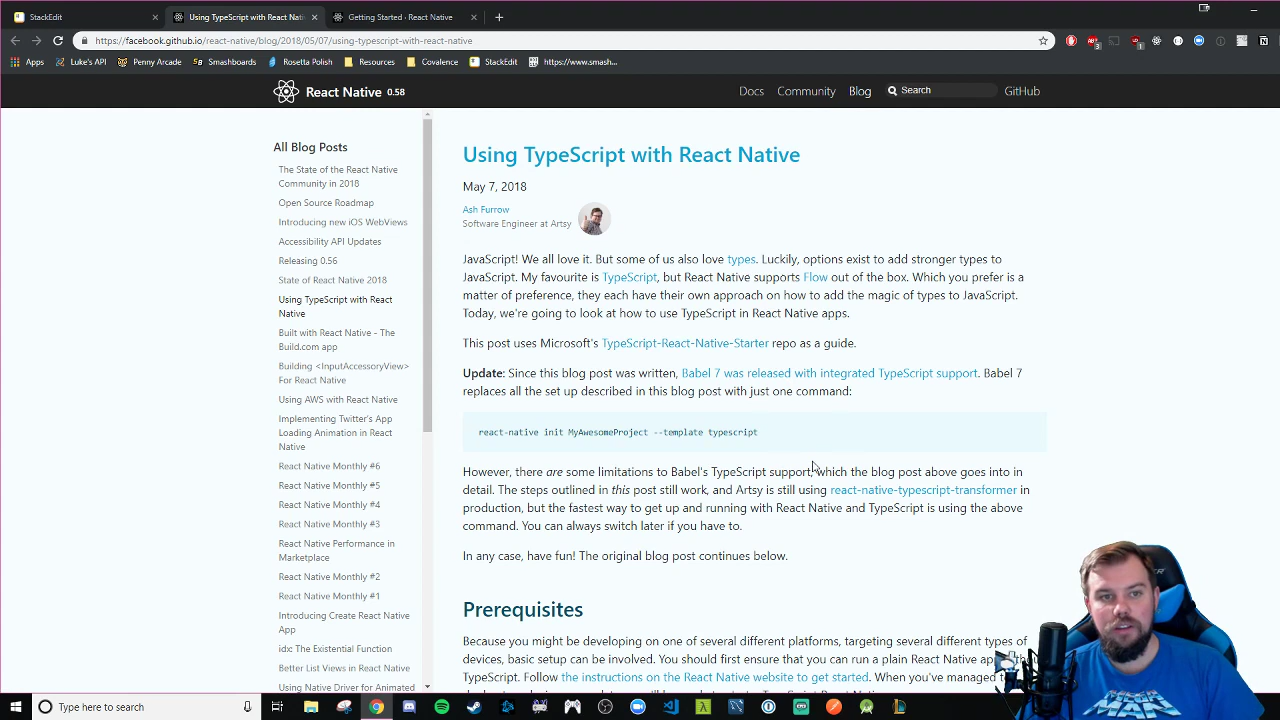 StackEdit
Using TypeScript with React Nati
Getting Started · React Native
https://facebook.github.io/react-native/blog/2018/05/07/using-typescript-with-react-native
Apps
Luke's API
Penny Arcade
Smashboards
Rosetta Polish
Resources
Covalence
StackEdit
https://www.smash...
React Native 0.58
Docs
Community
Blog
Search
GitHub
All Blog Posts
The State of the React Native
Community in 2018
Open Source Roadmap
Introducing new iOS WebViews
Accessibility API Updates
Releasing 0.56
State of React Native 2018
Using TypeScript with React
Native
Built with React Native - The
Build.com app
Building <InputAccessoryView>
For React Native
Using AWS with React Native
Implementing Twitter's App
Loading Animation in React
Native
React Native Monthly #6
React Native Monthly #5
React Native Monthly #4
React Native Monthly #3
React Native Performance in
Marketplace
React Native Monthly #2
React Native Monthly #1
Introducing Create React Native
App
idx: The Existential Function
Better List Views in React Native
Using Native Driver for Animated
Using TypeScript with React Native
May 7, 2018
Ash Furrow
Software Engineer at Artsy
JavaScript! We all love it. But some of us also love types. Luckily, options exist to add stronger types to
JavaScript. My favourite is TypeScript, but React Native supports Flow out of the box. Which you prefer is a
matter of preference, they each have their own approach on how to add the magic of types to JavaScript.
Today, we're going to look at how to use TypeScript in React Native apps.
This post uses Microsoft's TypeScript-React-Native-Starter repo as a guide.
Update: Since this blog post was written, Babel 7 was released with integrated TypeScript support. Babel 7
replaces all the set up described in this blog post with just one command:
react-native init MyAwesomeProject --template typescript
However, there are some limitations to Babel's TypeScript support, which the blog post above goes into in
detail. The steps outlined in this post still work, and Artsy is still using react-native-typescript-transformer in
production, but the fastest way to get up and running with React Native and TypeScript is using the above
command. You can always switch later if you have to.
In any case, have fun! The original blog post continues below.
Prerequisites
Because you might be developing on one of several different platforms, targeting several different types of
devices, basic setup can be involved. You should first ensure that you can run a plain React Native
TypeScript. Follow the instructions on the React Native website to get started. When you've managed
Type here to search